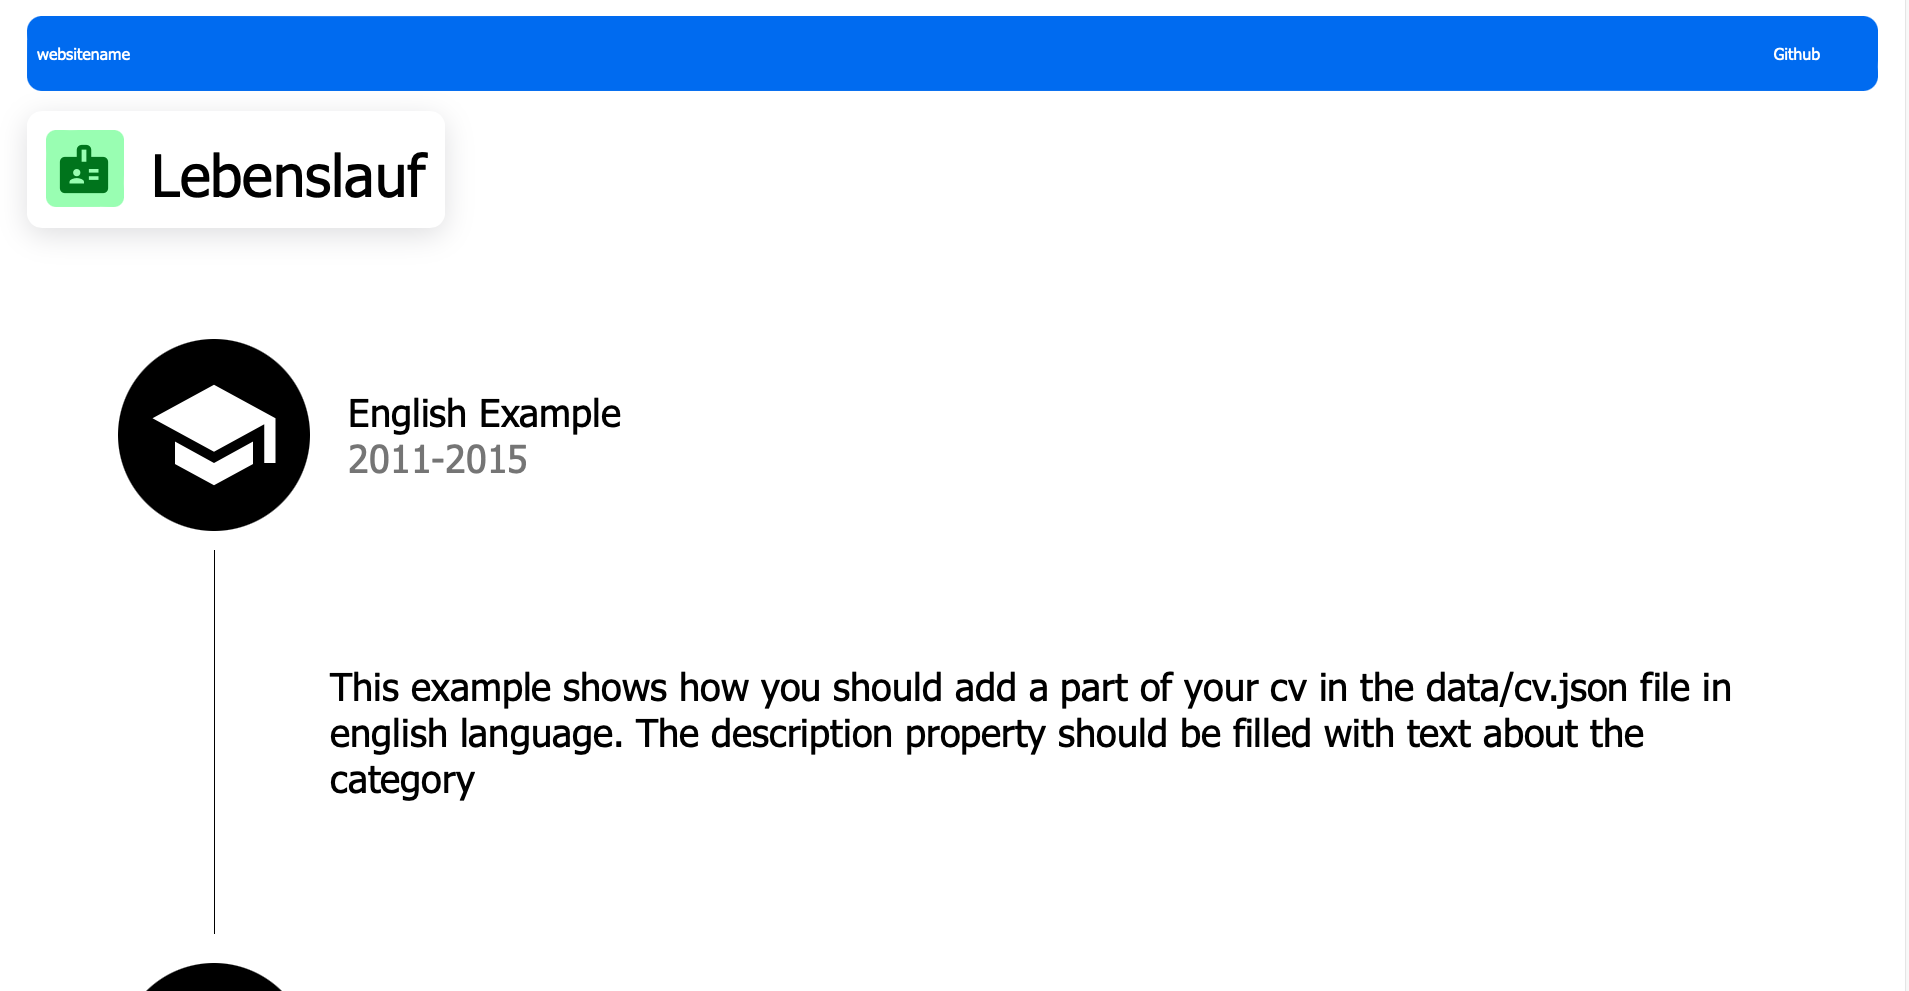 websitename
Github
Lebenslauf
English Example
2011-2015
This example shows how you should add a part of your cv in the data/cv.json file in
english language. The description property should be filled with text about the
category